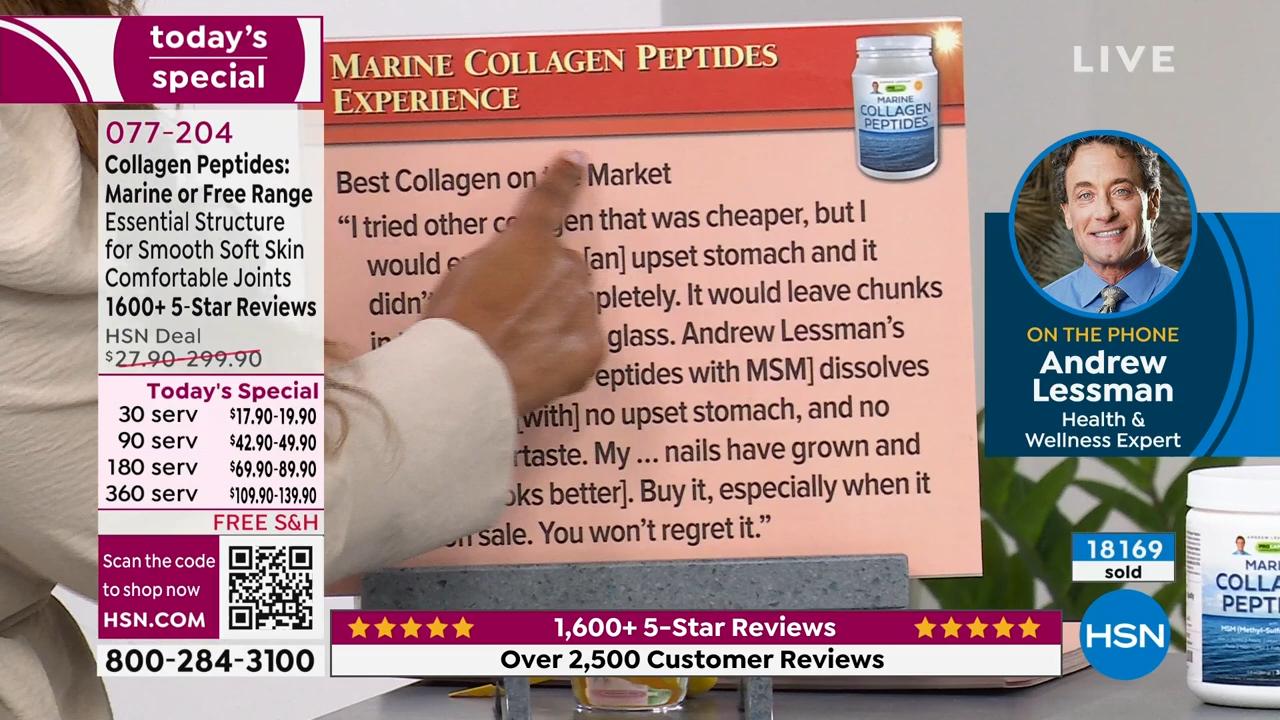 today's
special
077-204
Collagen Peptides:
Marine or Free Range
Essential Structure
for Smooth Soft Skin
Comfortable Joints
1600+ 5-Star Reviews
HSN Deal
$27.90-299.90
Today's Special
30 serv $17.90-19.90
90 serv $42.90-49.90
180 serv $69.90-89.90
360 serv $109.90-139.90
FREE S&H
Scan the code
to shop now
HSN.COM
800-284-3100
MARINE COLLAGEN PEPTIDES
EXPERIENCE
MARINE
COLLAGEN
PEPTIDES
Best Collagen on Market
"I tried other that was cheaper, but I
would [an] upset stomach and it
It would leave chunks
glass. Andrew Lessman's
with MSM] dissolves
[with] no upset stomach, and no
My ... nails have grown and
better]. Buy it, especially when it
sale. You won't regret it."
LIVE
ON THE PHONE
Andrew
Lessman
Health &
Wellness Expert
18169
sold
HSN
1,600+ 5-Star Reviews
Over 2,500 Customer Reviews